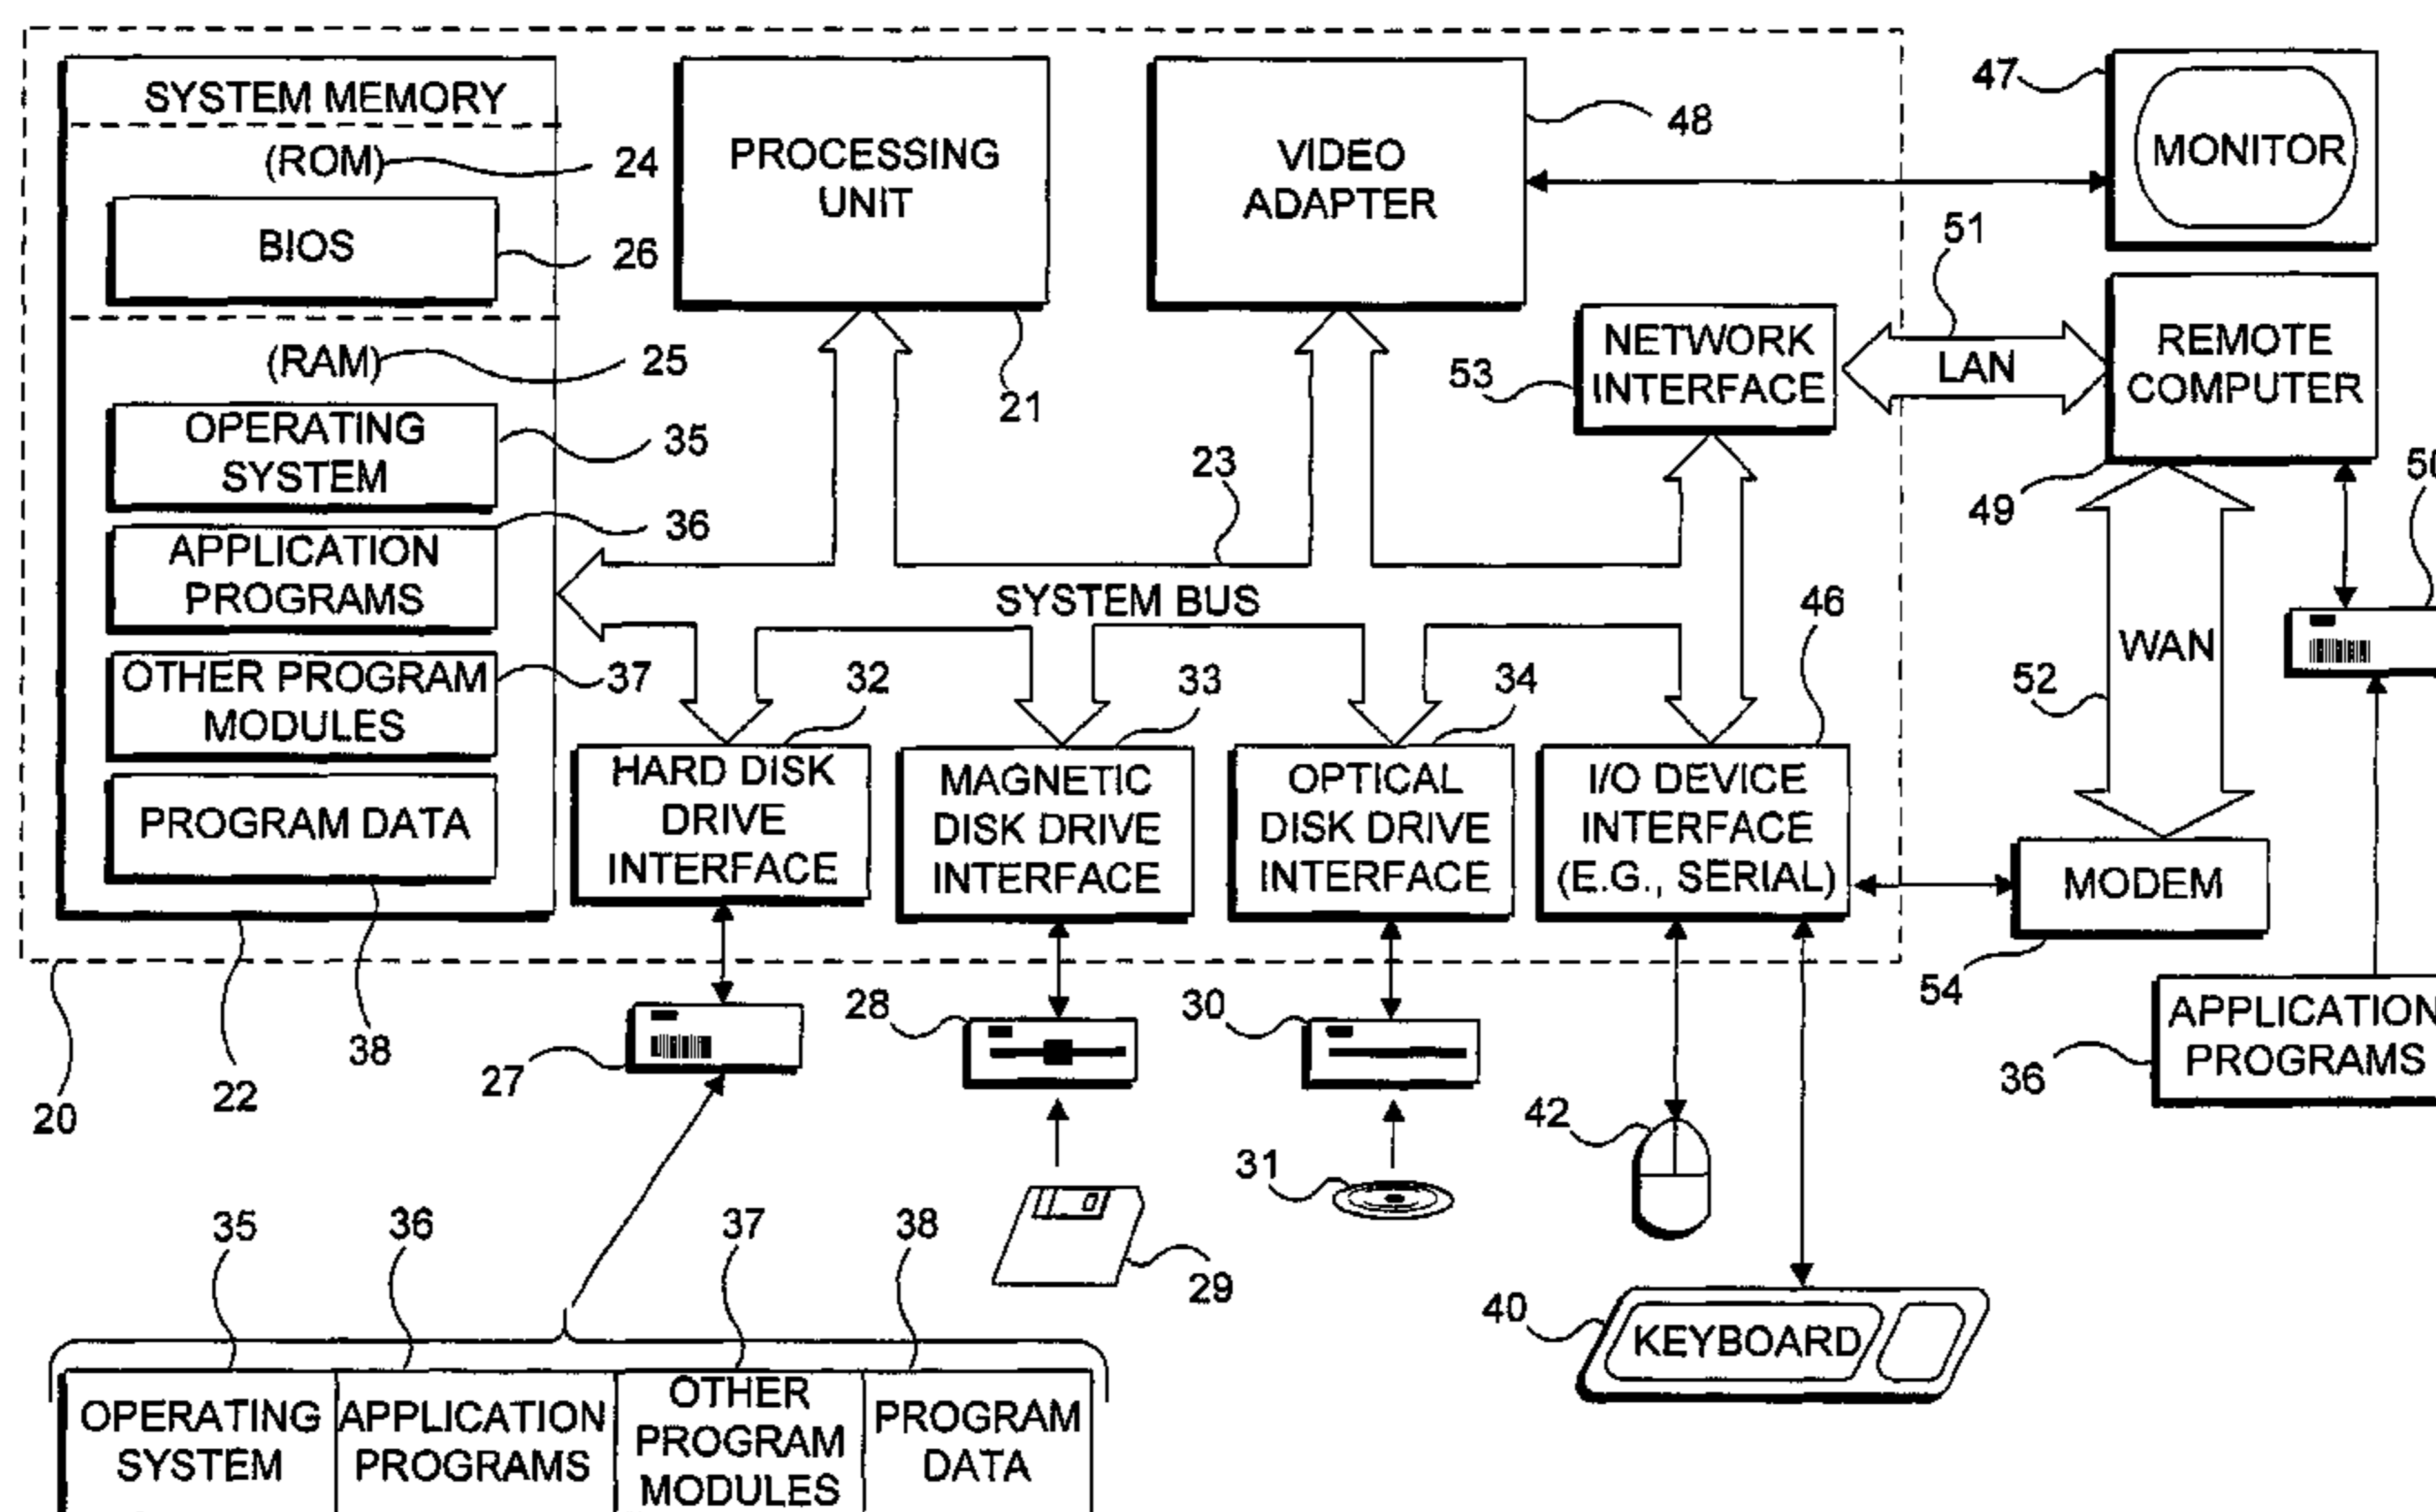 SYSTEM MEMORY
(ROM)
24
BIOS
26
(RAM)
25
OPERATING
SYSTEM
35
APPLICATION
PROGRAMS
36
OTHER PROGRAM
MODULES
37
PROGRAM DATA
38
22
20
PROCESSING
UNIT
21
VIDEO
ADAPTER
48
47
MONITOR
51
NETWORK
INTERFACE
53
LAN
REMOTE
COMPUTER
49
23
SYSTEM BUS
46
32
33
34
HARD DISK
DRIVE
INTERFACE
MAGNETIC
DISK DRIVE
INTERFACE
OPTICAL
DISK DRIVE
INTERFACE
I/O DEVICE
INTERFACE
(E.G., SERIAL)
WAN
52
MODEM
54
APPLICATION
PROGRAMS
36
27
28
30
42
31
29
40
KEYBOARD
35
36
37
38
OPERATING
SYSTEM
APPLICATION
PROGRAMS
OTHER
PROGRAM
MODULES
PROGRAM
DATA